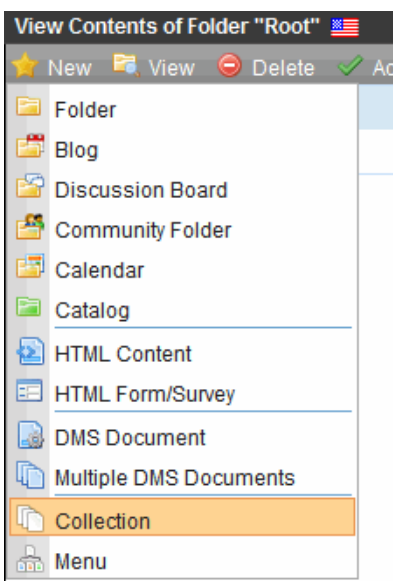 View Contents of Folder "Root"
New View Delete Ac
Folder
Blog
Discussion Board
Community Folder
Calendar
Catalog
HTML Content
HTML Form/Survey
DMS Document
Multiple DMS Documents
Collection
Menu